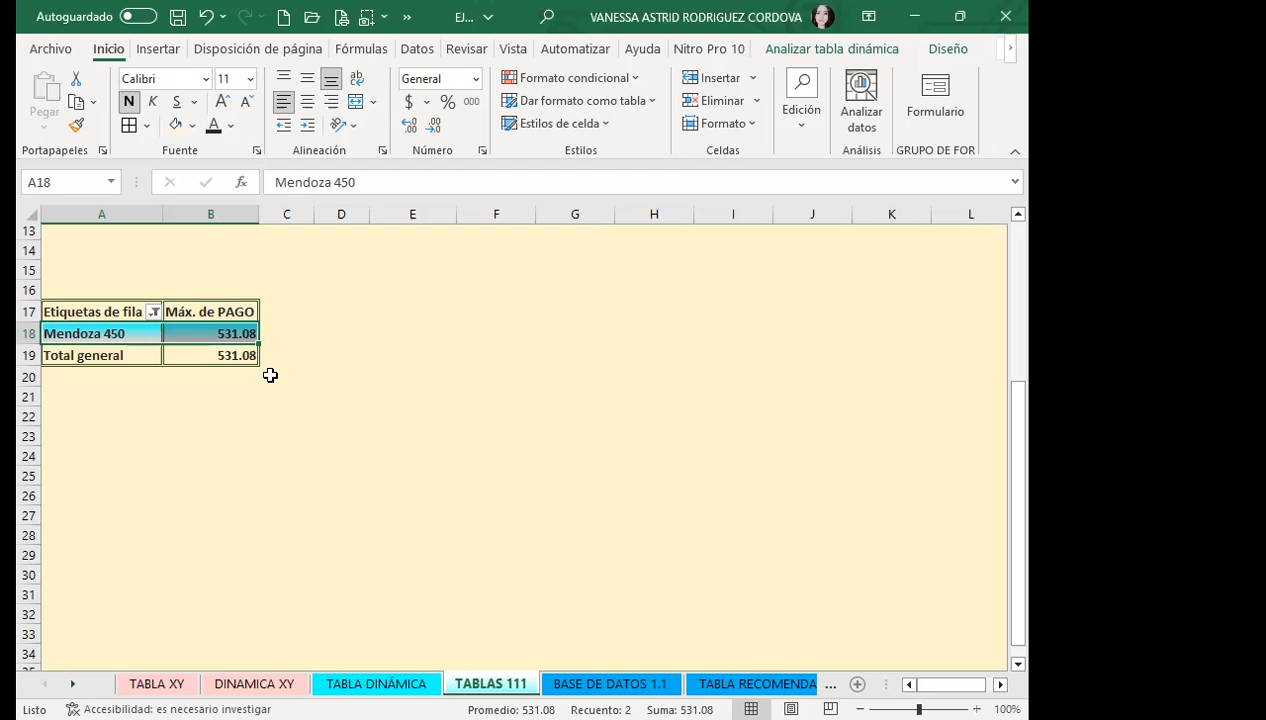 Autoguardado EJ... VANESSA ASTRID RODRIGUEZ CORDOVA
Archivo Inicio Insertar Disposición de página Fórmulas Datos Revisar Vista Automatizar Ayuda Nitro Pro 10 Analizar tabla dinámica Diseño
Pegar Calibri 11 General Formato condicional Insertar
N K S $ % 000 Dar formato como tabla Eliminar Edición Analizar datos Formulario
Estilos de celda Formato
Portapapeles Fuente Alineación Número Estilos Celdas Análisis GRUPO DE FOR
A18 fx Mendoza 450
A B C D E F G H I J K L
13
14
15
16
17 Etiquetas de fila Máx. de PAGO
18 Mendoza 450 531.08
19 Total general 531.08
20
21
22
23
24
25
26
27
28
29
30
31
32
33
34
TABLA XY DINAMICA XY TABLA DINÁMICA TABLAS 111 BASE DE DATOS 1.1 TABLA RECOMENDA ...
Listo Accesibilidad: es necesario investigar Promedio: 531.08 Recuento: 2 Suma: 531.08 100%